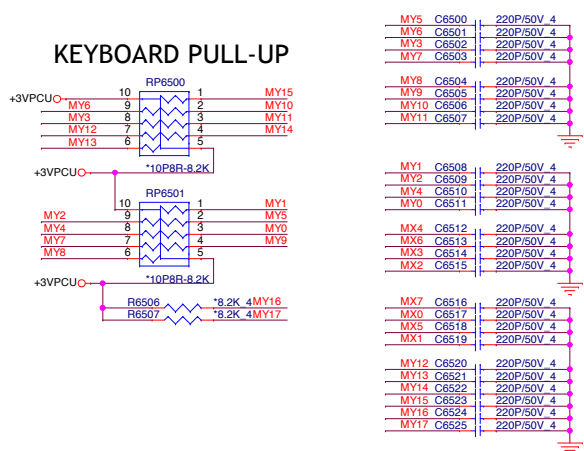 KEYBOARD PULL-UP
RP6500
+3VPCU 10 1 MY15
MY6 9 2 MY10
MY3 8 3 MY11
MY12 7 4 MY14
MY13 6 5
+3VPCU *10P8R-8.2K
RP6501
10 1 MY1
MY2 9 2 MY5
MY4 8 3 MY0
MY7 7 4 MY9
MY8 6 5
+3VPCU *10P8R-8.2K
R6506 *8.2K_4 MY16
R6507 *8.2K_4 MY17
MY5 C6500 220P/50V_4
MY6 C6501 220P/50V_4
MY3 C6502 220P/50V_4
MY7 C6503 220P/50V_4
MY8 C6504 220P/50V_4
MY9 C6505 220P/50V_4
MY10 C6506 220P/50V_4
MY11 C6507 220P/50V_4
MY1 C6508 220P/50V_4
MY2 C6509 220P/50V_4
MY4 C6510 220P/50V_4
MY0 C6511 220P/50V_4
MX4 C6512 220P/50V_4
MX6 C6513 220P/50V_4
MX3 C6514 220P/50V_4
MX2 C6515 220P/50V_4
MX7 C6516 220P/50V_4
MX0 C6517 220P/50V_4
MX5 C6518 220P/50V_4
MX1 C6519 220P/50V_4
MY12 C6520 220P/50V_4
MY13 C6521 220P/50V_4
MY14 C6522 220P/50V_4
MY15 C6523 220P/50V_4
MY16 C6524 220P/50V_4
MY17 C6525 220P/50V_4